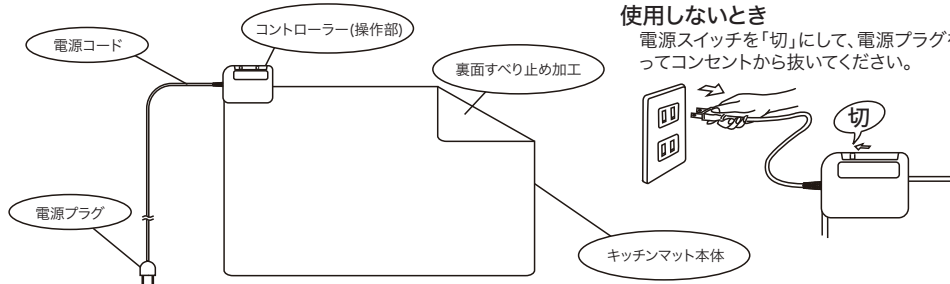 電源コード
コントローラー(操作部)
裏面すべり止め加工
電源プラグ
キッチンマット本体
使用しないとき
電源スイッチを「切」にして、電源プラグ
ってコンセントから抜いてください。
切